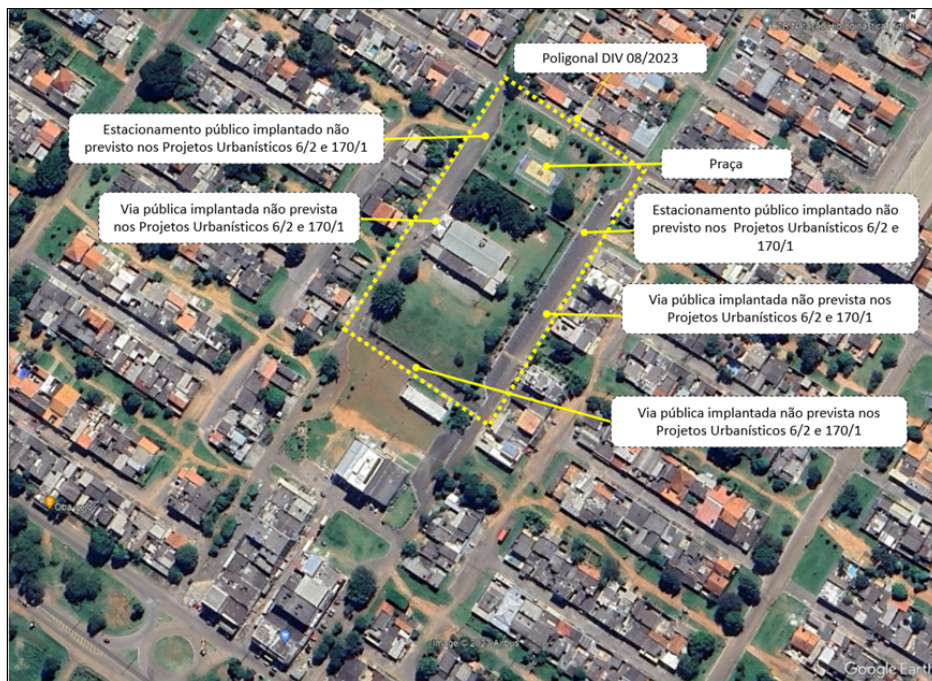 Poligonal DIV 08/2023
Estacionamento público implantado não
previsto nos Projetos Urbanísticos 6/2 e 170/1
Praça
Via pública implantada não prevista
nos Projetos Urbanísticos 6/2 e 170/1
Estacionamento público implantado não
previsto nos Projetos Urbanísticos 6/2 e
170/1
Via pública implantada não prevista nos
Projetos Urbanísticos 6/2 e 170/1
Via pública implantada não prevista nos
Projetos Urbanísticos 6/2 e 170/1
Image © 2023 Airbus
Google Earth